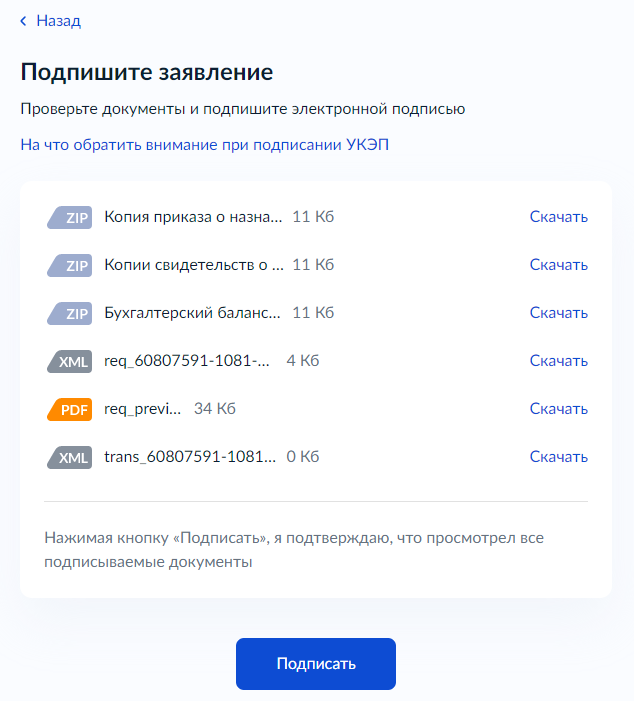 Назад
Подпишите заявление
Проверьте документы и подпишите электронной подписью
На что обратить внимание при подписании УКЭП
ZIP Копия приказа о назна... 11 Кб Скачать
ZIP Копии свидетельств о ... 11 Кб Скачать
ZIP Бухгалтерский баланс... 11 Кб Скачать
XML req_60807591-1081-... 4 Кб Скачать
PDF req_previ... 34 Кб Скачать
XML trans_60807591-1081... 0 Кб Скачать
Нажимая кнопку «Подписать», я подтверждаю, что просмотрел все
подписываемые документы
Подписать